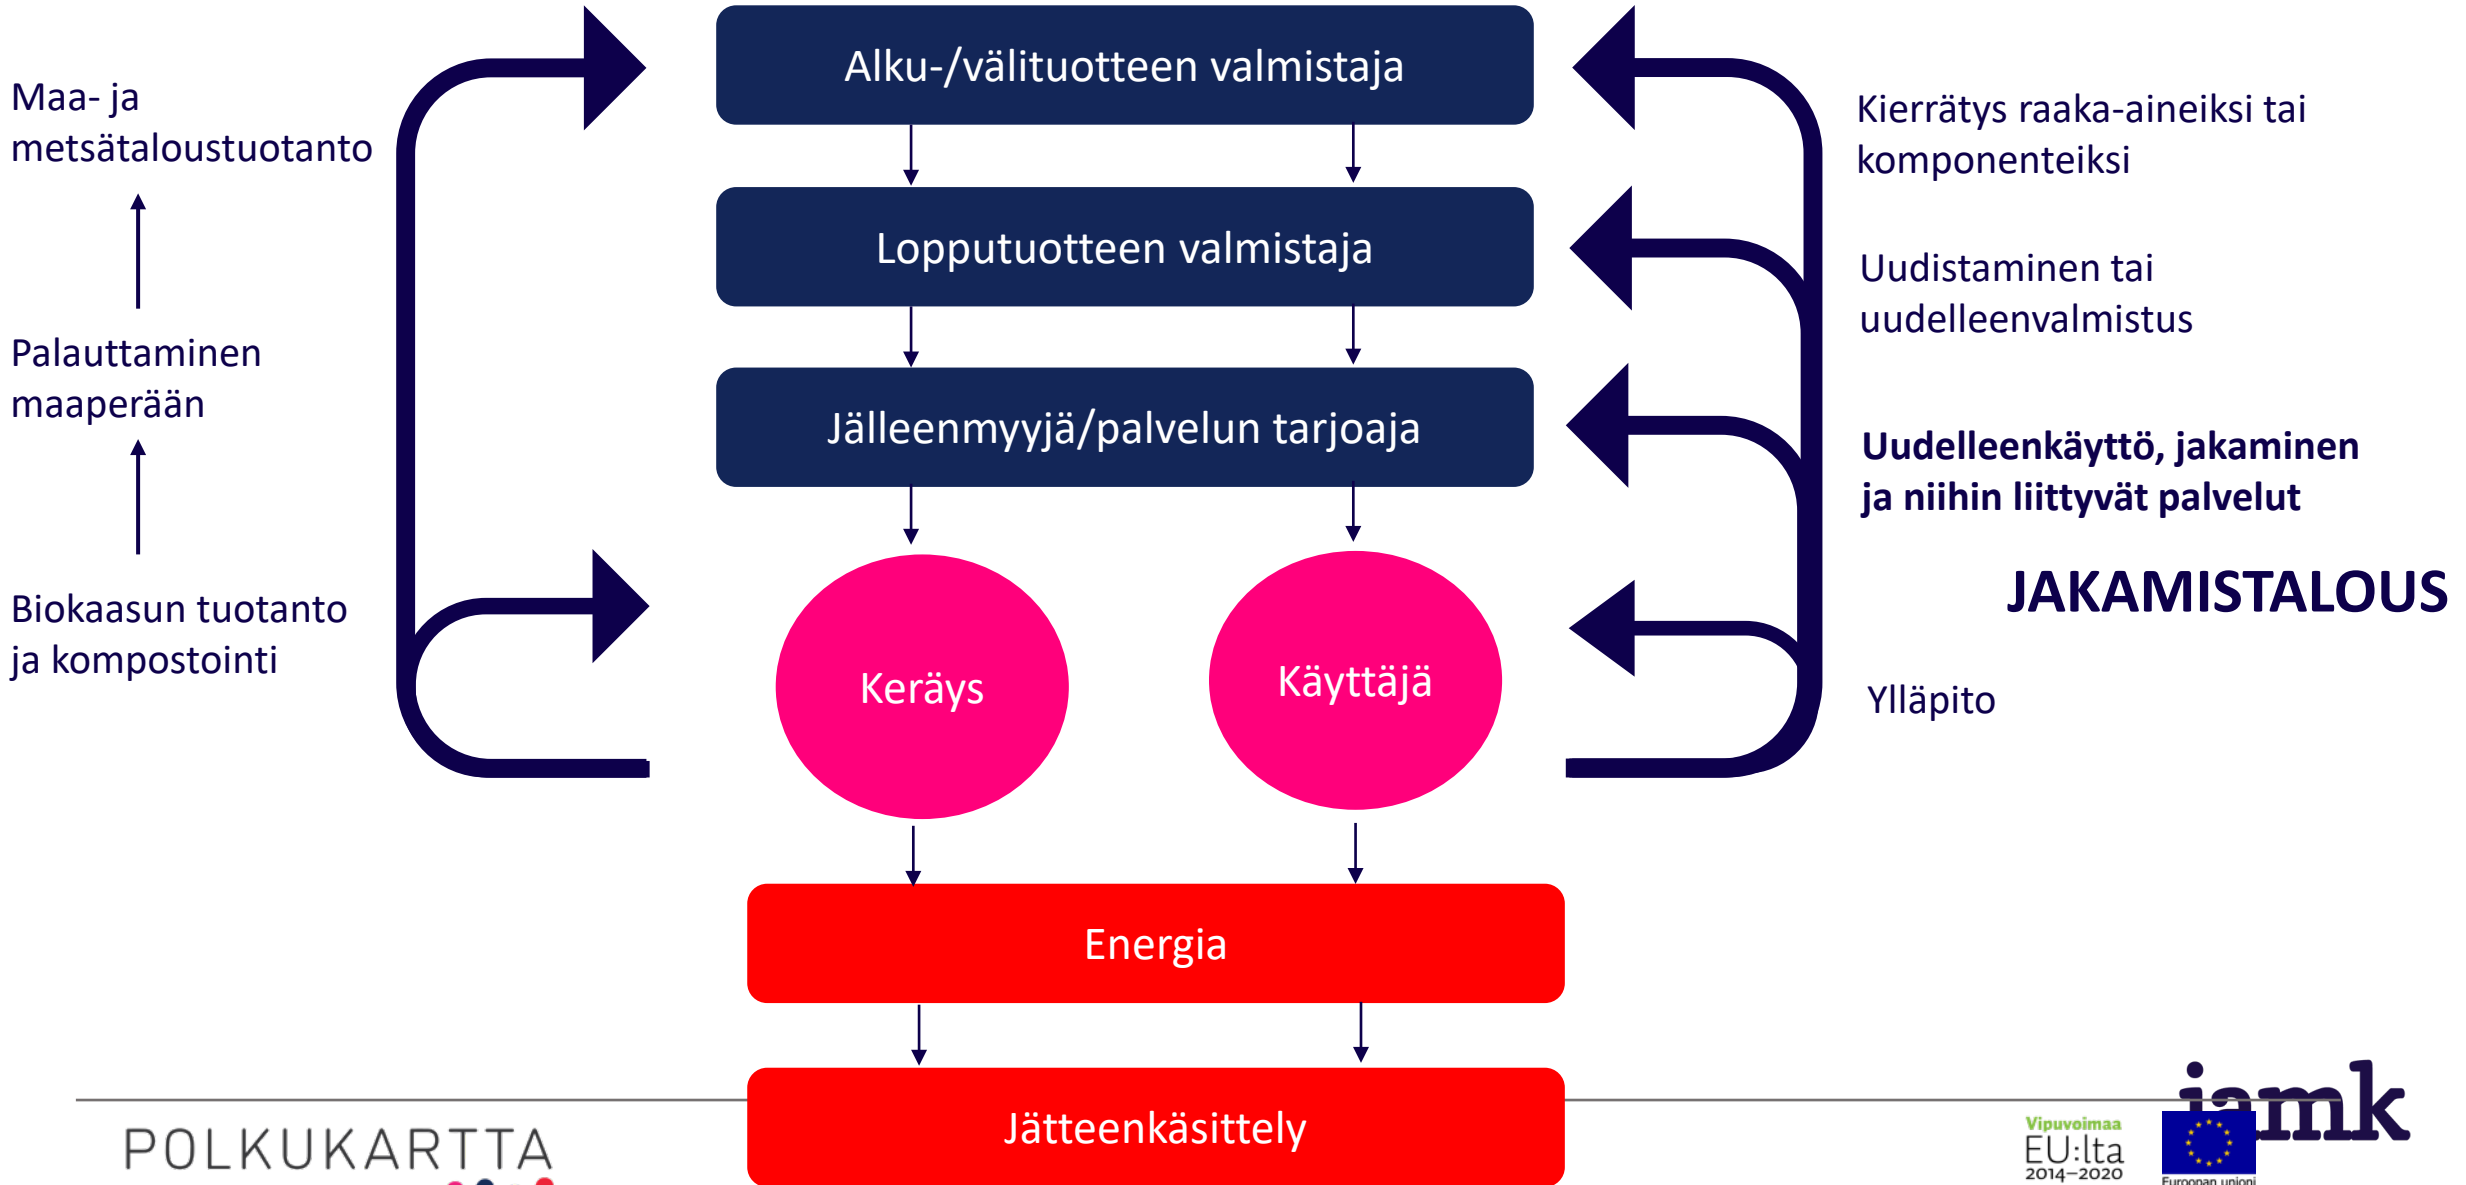 Maa- ja
metsätaloustuotanto
Palauttaminen
maaperään
Biokaasun tuotanto
ja kompostointi
Alku-/välituotteen valmistaja
Lopputuotteen valmistaja
Jälleenmyyjä/palvelun tarjoaja
Keräys
Käyttäjä
Energia
Jätteenkäsittely
Kierrätys raaka-aineiksi tai
komponenteiksi
Uudistaminen tai
uudelleenvalmistus
Uudelleenkäyttö, jakaminen
ja niihin liittyvät palvelut
JAKAMISTALOUS
Ylläpito
POLKUKARTTA
Vipuvoimaa
EU:lta
2014–2020
Euroopan unioni
jamk